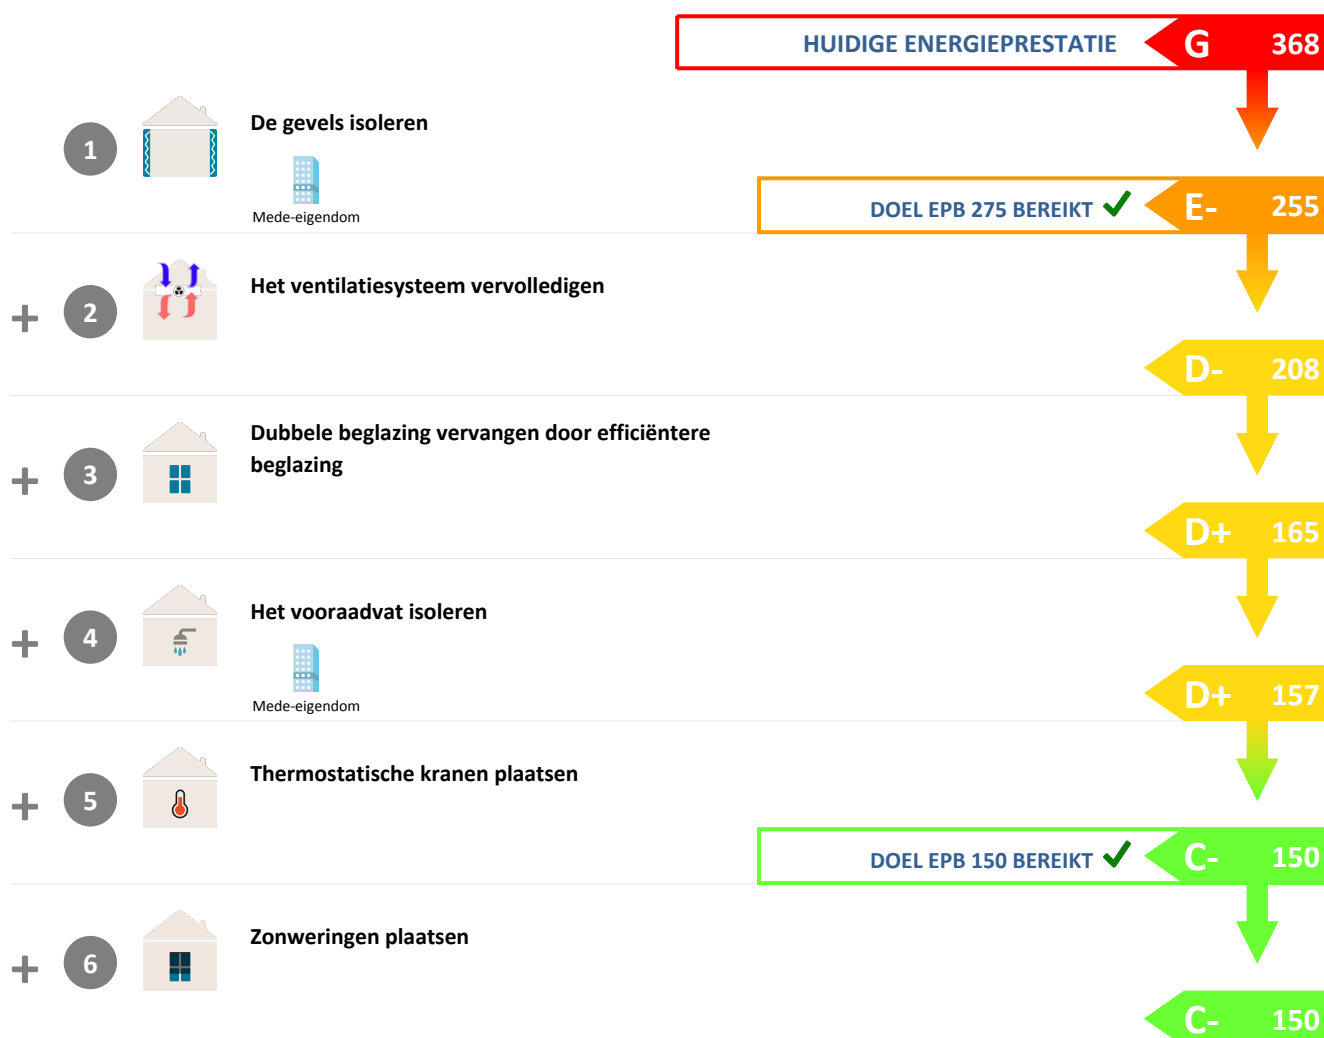 HUIDIGE ENERGIEPRESTATIE G 368
1 De gevels isoleren
Mede-eigendom
DOEL EPB 275 BEREIKT E- 255
+ 2 Het ventilatiesysteem vervolledigen
D- 208
+ 3 Dubbele beglazing vervangen door efficiëntere
beglazing
D+ 165
+ 4 Het vooraadvat isoleren
Mede-eigendom
D+ 157
+ 5 Thermostatische kranen plaatsen
DOEL EPB 150 BEREIKT C- 150
+ 6 Zonweringen plaatsen
C- 150